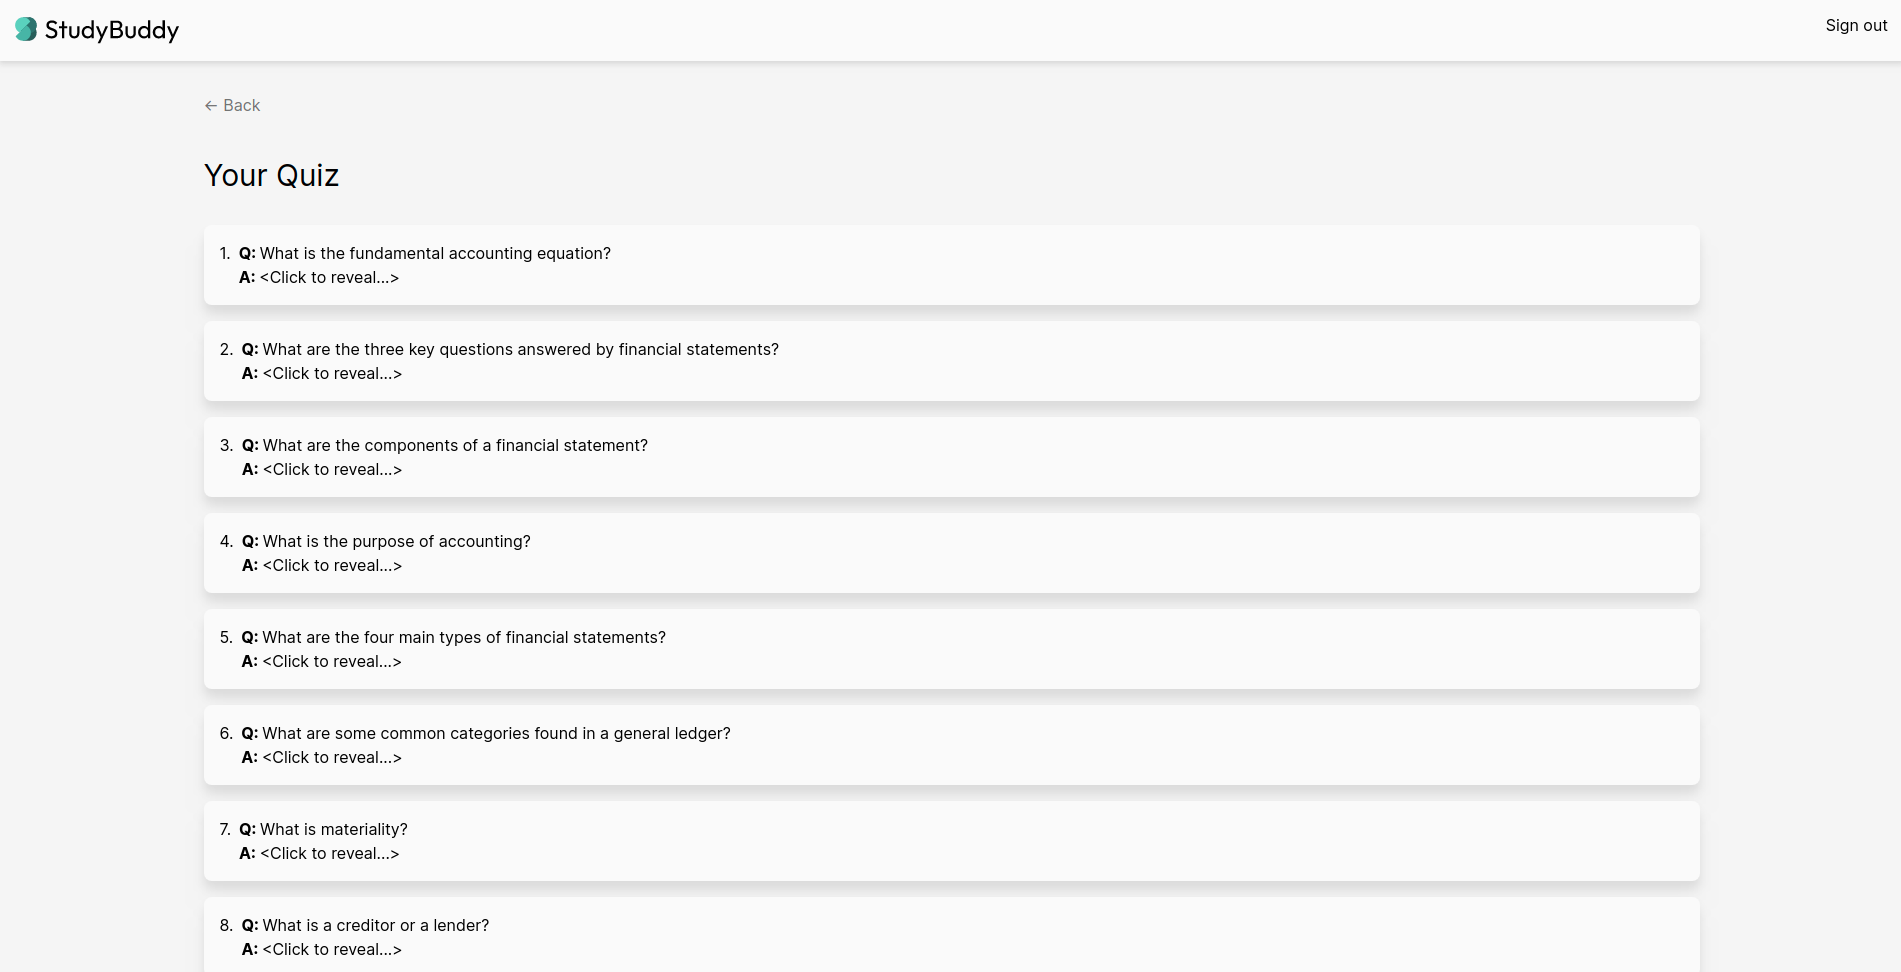 StudyBuddy
Sign out
← Back
Your Quiz
1. Q: What is the fundamental accounting equation?
A: <Click to reveal...>
2. Q: What are the three key questions answered by financial statements?
A: <Click to reveal...>
3. Q: What are the components of a financial statement?
A: <Click to reveal...>
4. Q: What is the purpose of accounting?
A: <Click to reveal...>
5. Q: What are the four main types of financial statements?
A: <Click to reveal...>
6. Q: What are some common categories found in a general ledger?
A: <Click to reveal...>
7. Q: What is materiality?
A: <Click to reveal...>
8. Q: What is a creditor or a lender?
A: <Click to reveal...>